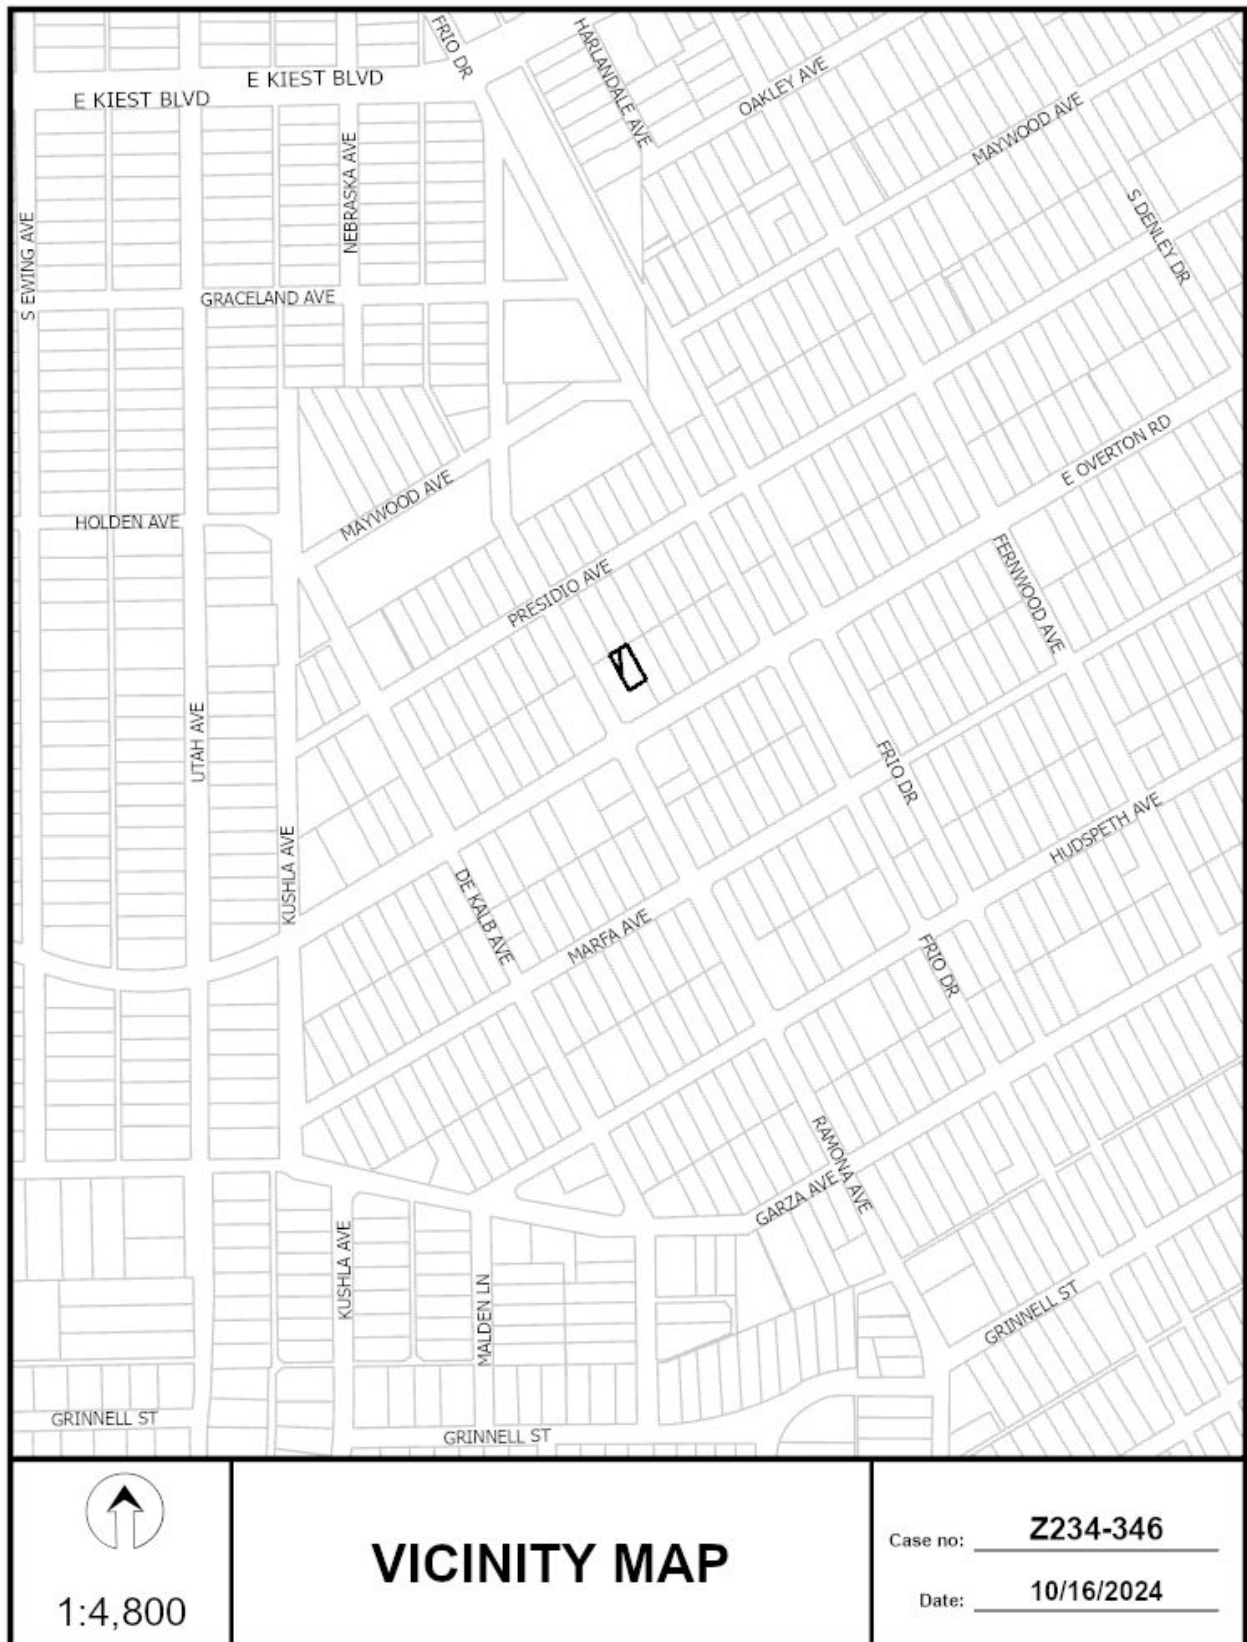 FRIO DR
HARLANDALE AVE
E KIEST BLVD
E KIEST BLVD
OAKLEY AVE
MAYWOOD AVE
NEBRASKA AVE
S EWING AVE
S DENLEY DR
GRACELAND AVE
E OVERTON RD
MAYWOOD AVE
HOLDEN AVE
FERNWOOD AVE
PRESIDIO AVE
UTAH AVE
FRIO DR
HUDSPETH AVE
KUSHLA AVE
DE KALB AVE
MARFA AVE
FRIO DR
RAMONA AVE
GARZA AVE
KUSHLA AVE
MALDEN LN
GRINNELL ST
GRINNELL ST
GRINNELL ST
1:4,800
VICINITY MAP
Case no: Z234-346
Date: 10/16/2024